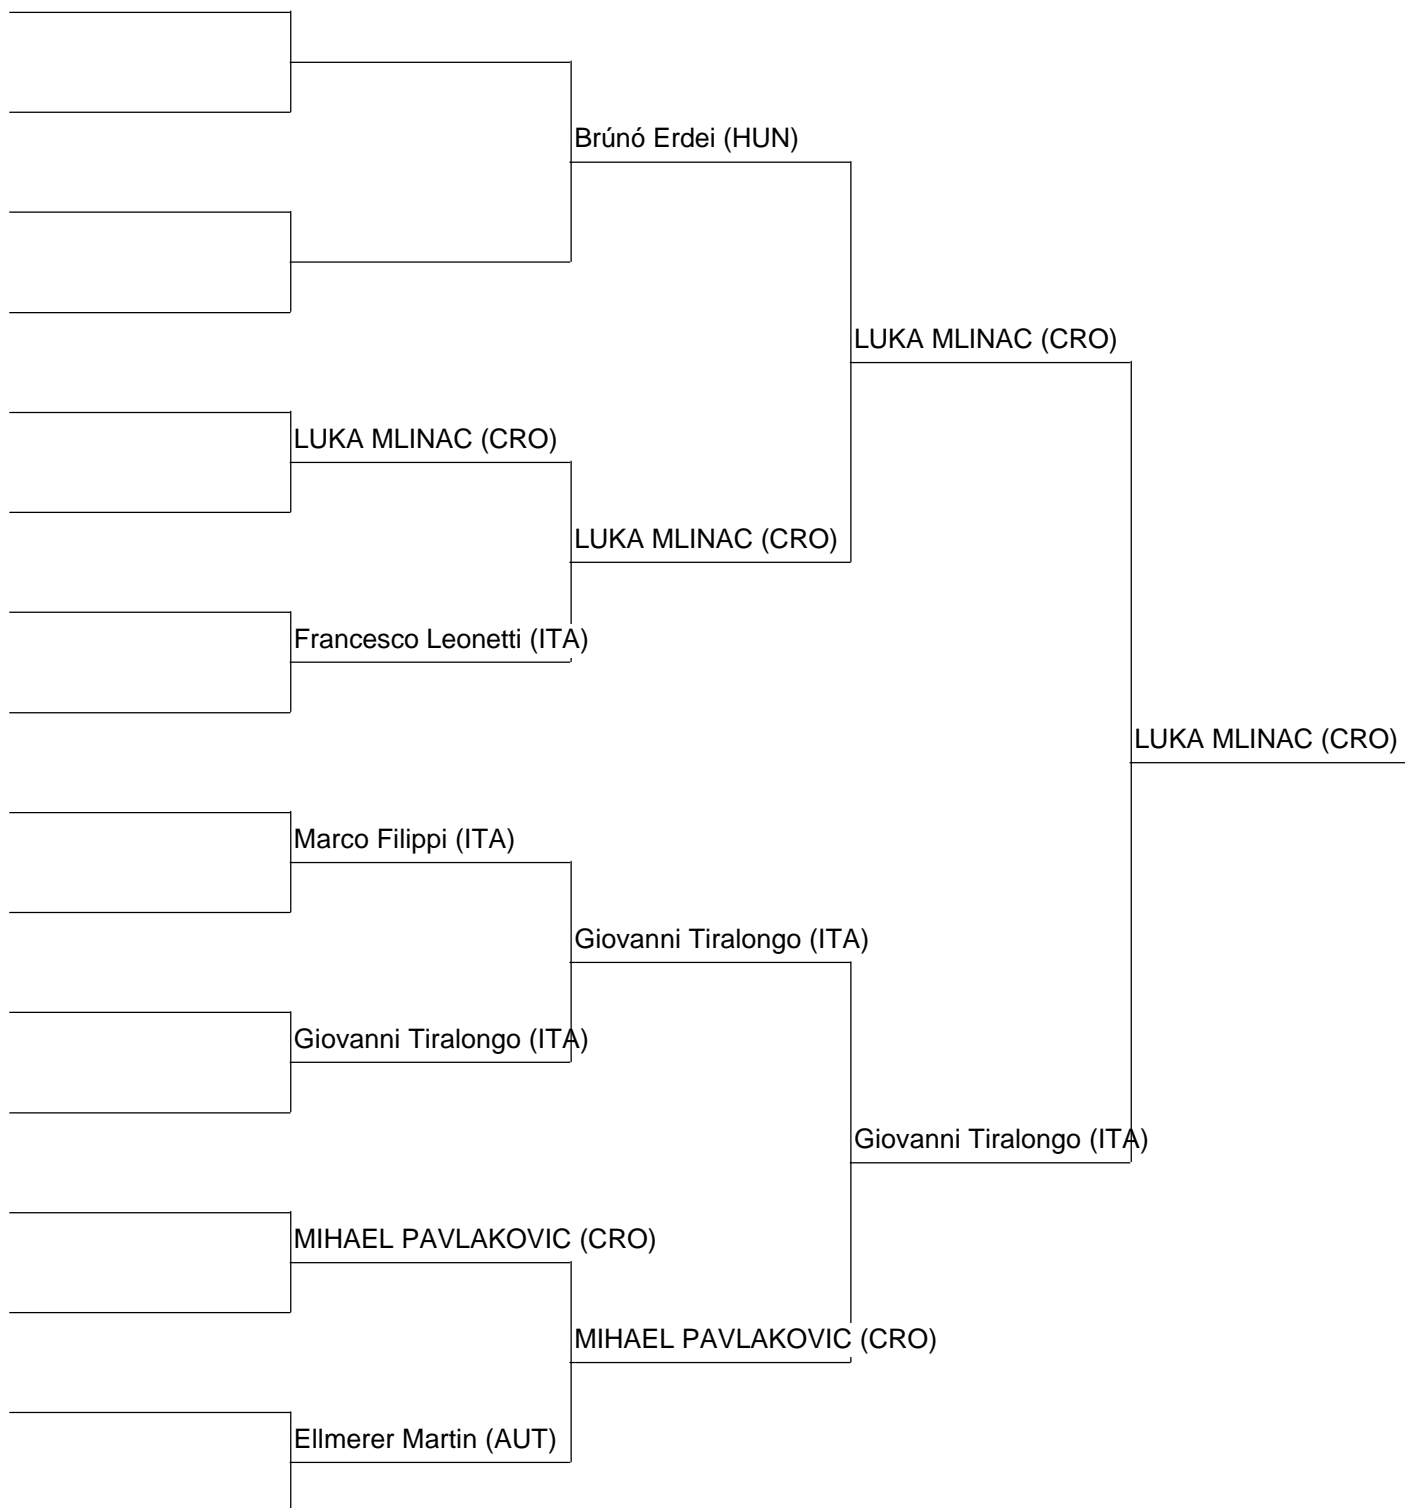 Brúnó Erdei (HUN)
LUKA MLINAC (CRO)
LUKA MLINAC (CRO)
LUKA MLINAC (CRO)
Francesco Leonetti (ITA)
LUKA MLINAC (CRO)
Marco Filippi (ITA)
Giovanni Tiralongo (ITA)
Giovanni Tiralongo (ITA)
Giovanni Tiralongo (ITA)
MIHAEL PAVLAKOVIC (CRO)
MIHAEL PAVLAKOVIC (CRO)
Ellmerer Martin (AUT)